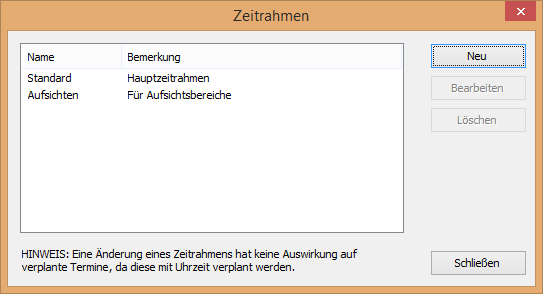 Zeitrahmen
Name Bemerkung
Standard Hauptzeitrahmen
Aufsichten Für Aufsichtsbereiche
Neu
Bearbeiten
Löschen
HINWEIS: Eine Änderung eines Zeitrahmens hat keine Auswirkung auf
verplante Termine, da diese mit Uhrzeit verplant werden.
Schließen